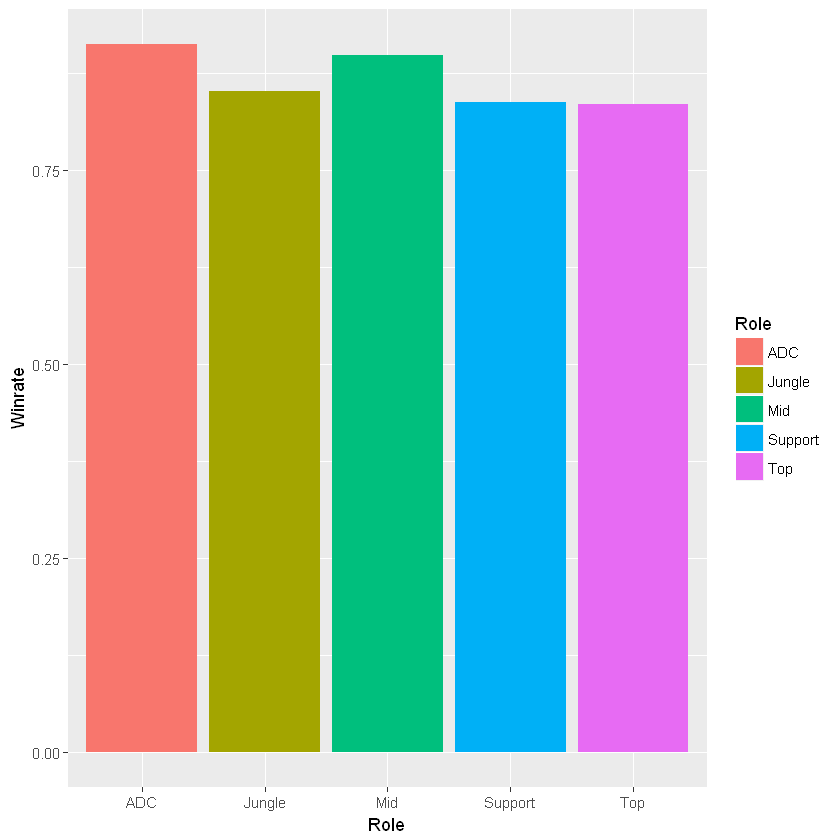 0.75
0.50
0.25
0.00
Winrate
ADC
Jungle
Mid
Support
Top
Role
Role
ADC
Jungle
Mid
Support
Top